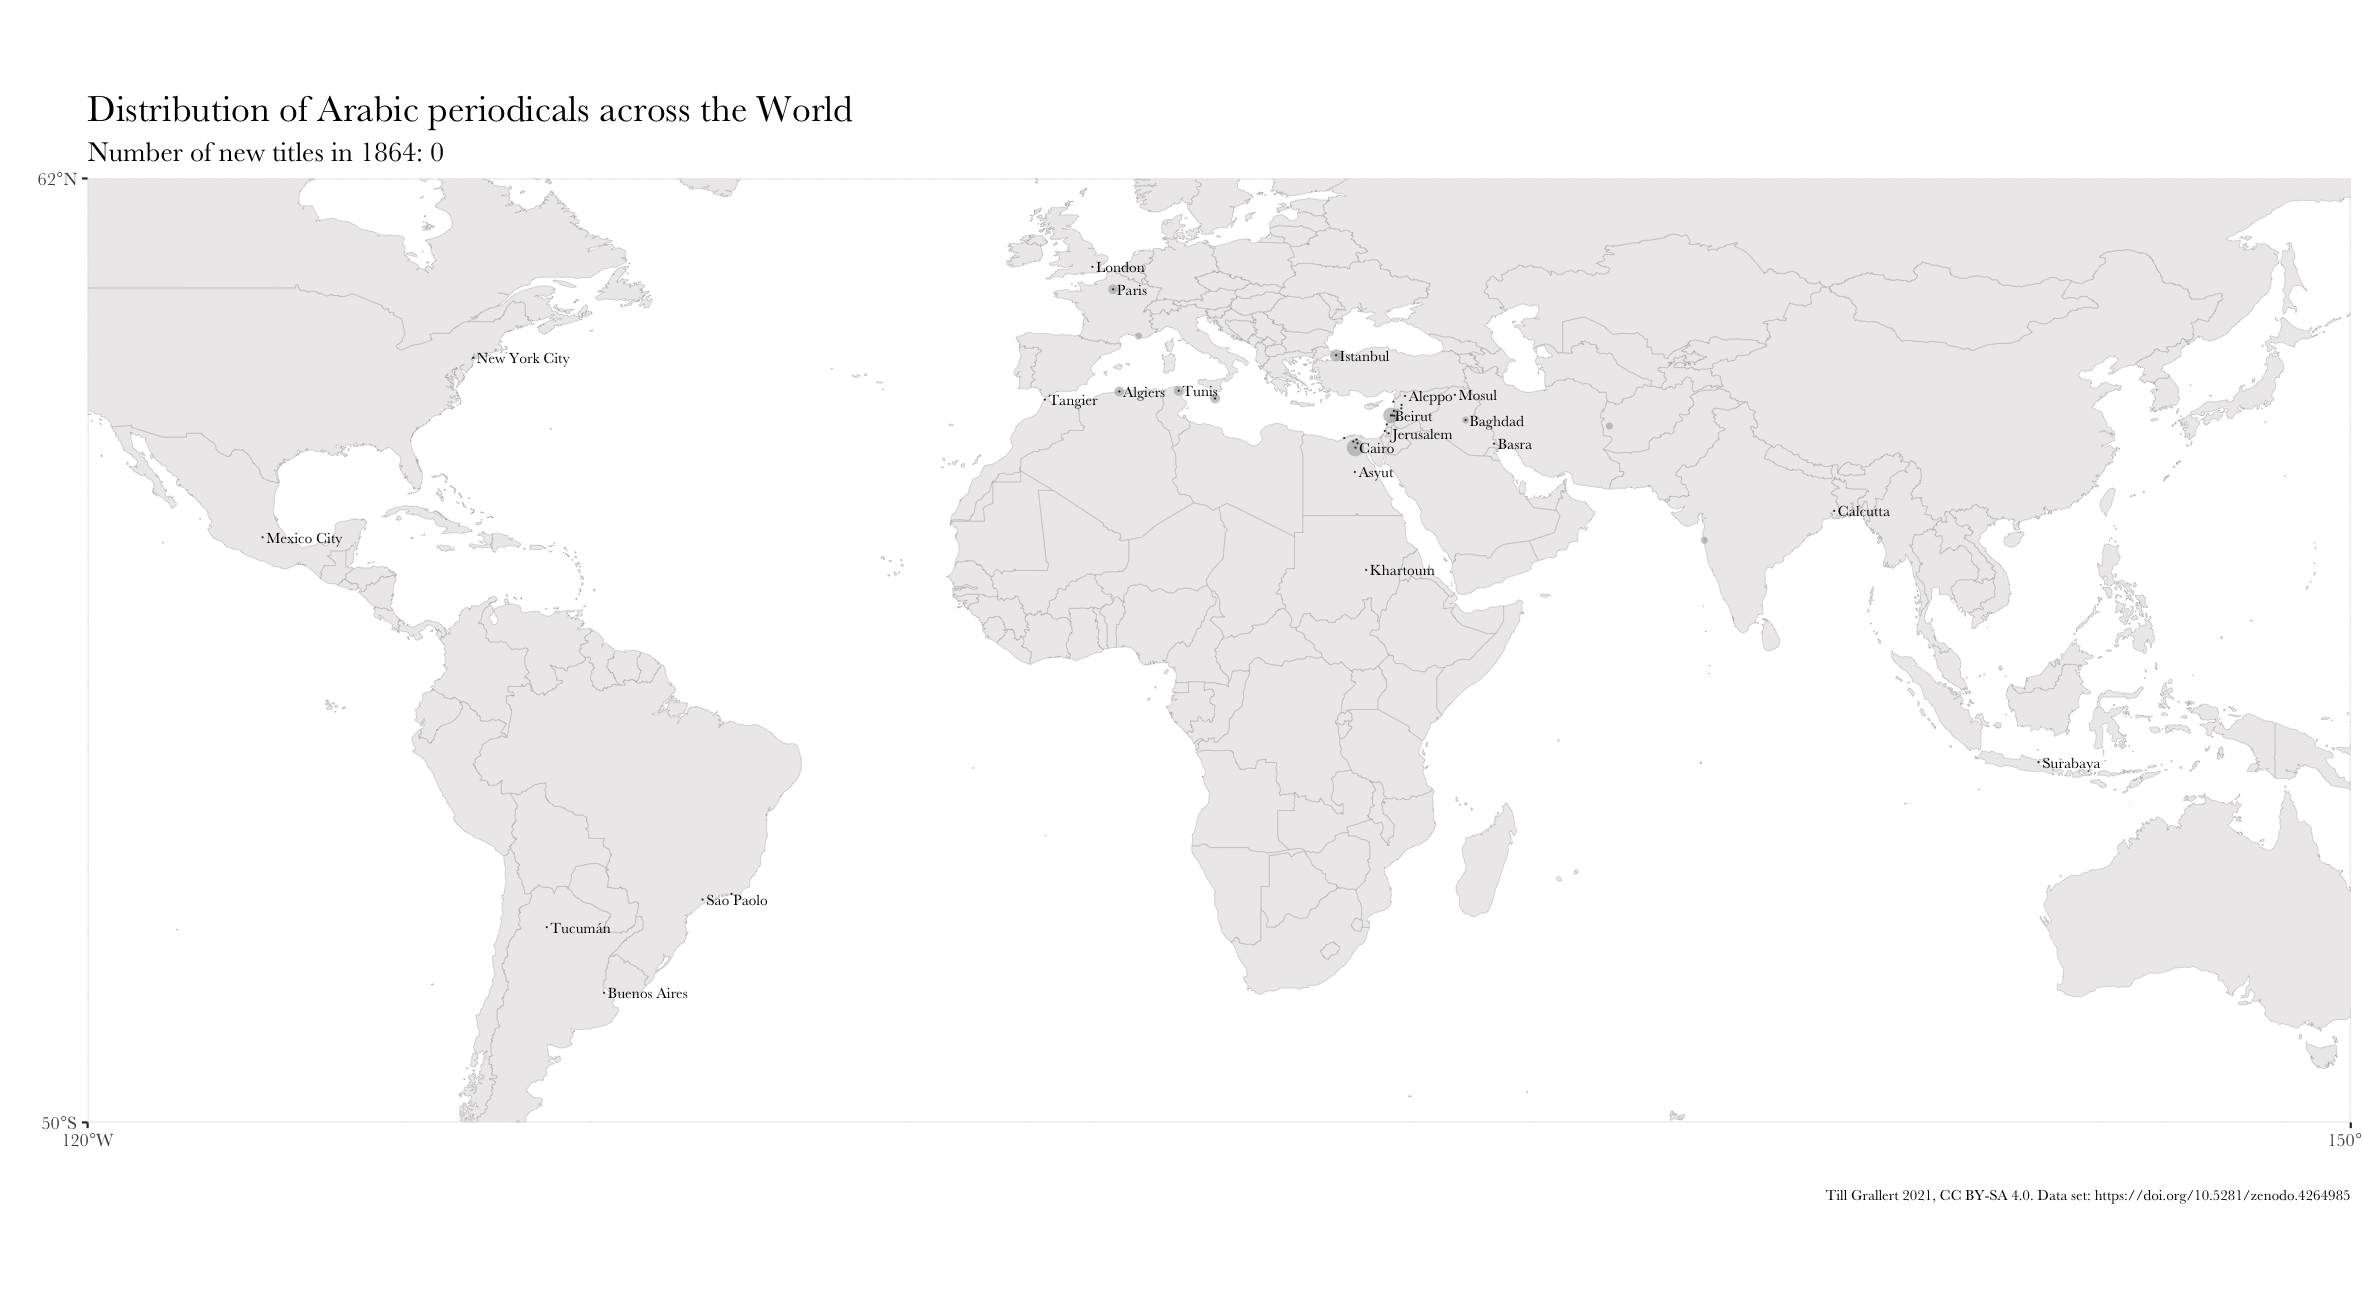 Distribution of Arabic periodicals across the World
Number of new titles in 1864: 0
62°N
London
Paris
Istanbul
New York City
Algiers
Tunis
Tangier
Aleppo
Mosul
Beirut
Baghdad
Jerusalem
Basra
Cairo
Asyut
Calcutta
Mexico City
Khartoum
Surabaya
Sao Paolo
Tucumán
Buenos Aires
50°S
120°W
150°
Till Grallert 2021, CC BY-SA 4.0. Data set: https://doi.org/10.5281/zenodo.4264985